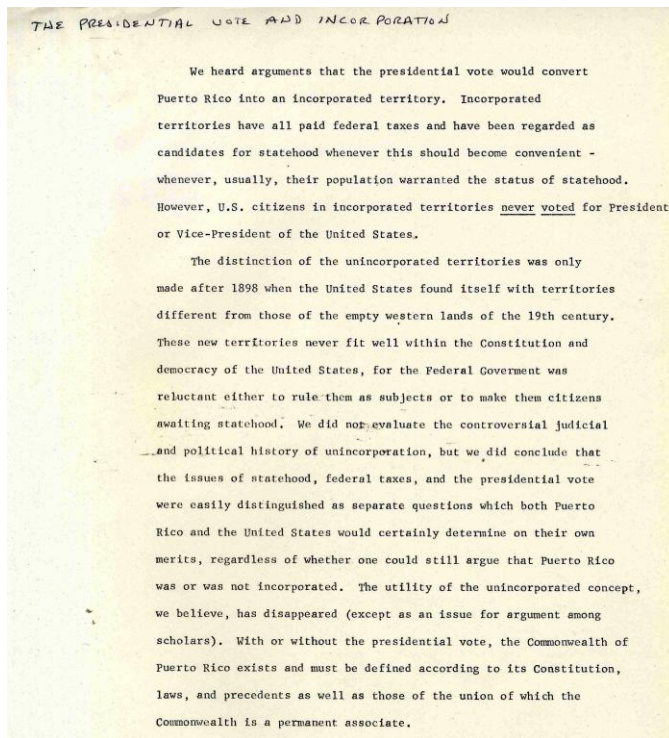 THE PRESIDENTIAL VOTE AND INCORPORATION
We heard arguments that the presidential vote would convert
Puerto Rico into an incorporated territory. Incorporated
territories have all paid federal taxes and have been regarded as
candidates for statehood whenever this should become convenient -
whenever, usually, their population warranted the status of statehood.
However, U.S. citizens in incorporated territories never voted for President
or Vice-President of the United States.
The distinction of the unincorporated territories was only
made after 1898 when the United States found itself with territories
different from those of the empty western lands of the 19th century.
These new territories never fit well within the Constitution and
democracy of the United States, for the Federal Goverment was
reluctant either to rule them as subjects or to make them citizens
awaiting statehood. We did not evaluate the controversial judicial
and political history of unincorporation, but we did conclude that
the issues of statehood, federal taxes, and the presidential vote
were easily distinguished as separate questions which both Puerto
Rico and the United States would certainly determine on their own
merits, regardless of whether one could still argue that Puerto Rico
was or was not incorporated. The utility of the unincorporated concept,
we believe, has disappeared (except as an issue for argument among
scholars). With or without the presidential vote, the Commonwealth of
Puerto Rico exists and must be defined according to its Constitution,
laws, and precedents as well as those of the union of which the
Commonwealth is a permanent associate.